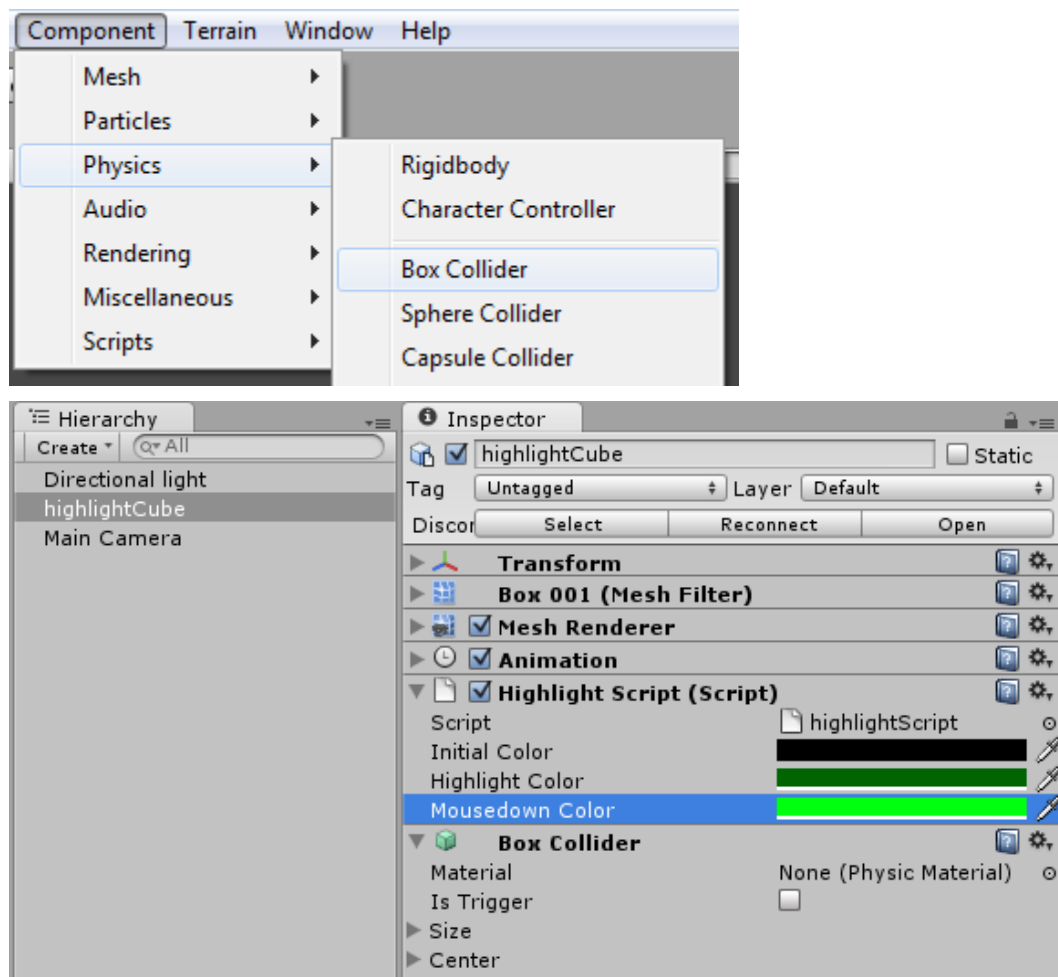 Component Terrain Window Help
Mesh
Particles
Physics
Audio
Rendering
Miscellaneous
Scripts
Rigidbody
Character Controller
Box Collider
Sphere Collider
Capsule Collider
Hierarchy
Create All
Directional light
highlightCube
Main Camera
Inspector
highlightCube Static
Tag Untagged Layer Default
Discor Select Reconnect Open
Transform
Box 001 (Mesh Filter)
Mesh Renderer
Animation
Highlight Script (Script)
Script highlightScript
Initial Color
Highlight Color
Mousedown Color
Box Collider
Material None (Physic Material)
Is Trigger
Size
Center